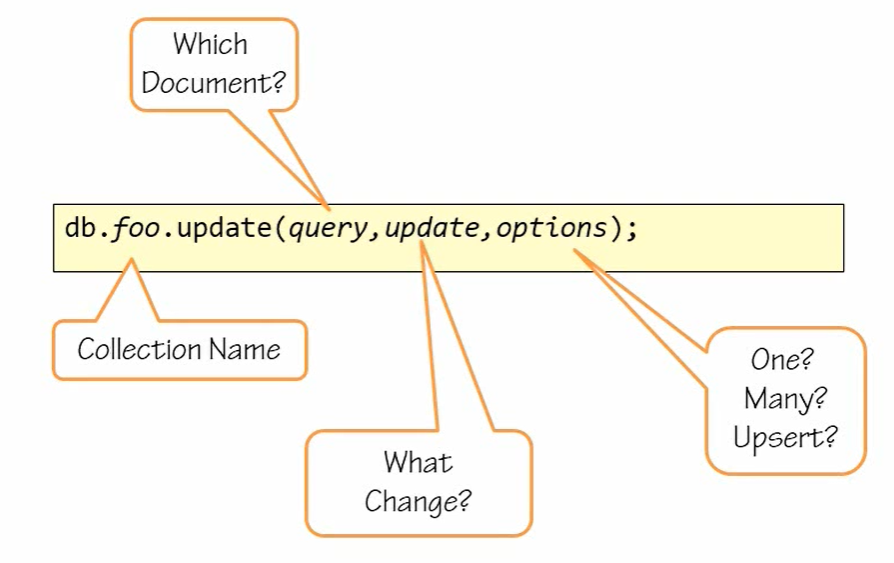 Which
Document?
db.foo.update(query,update,options);
Collection Name
One?
Many?
Upsert?
What
Change?